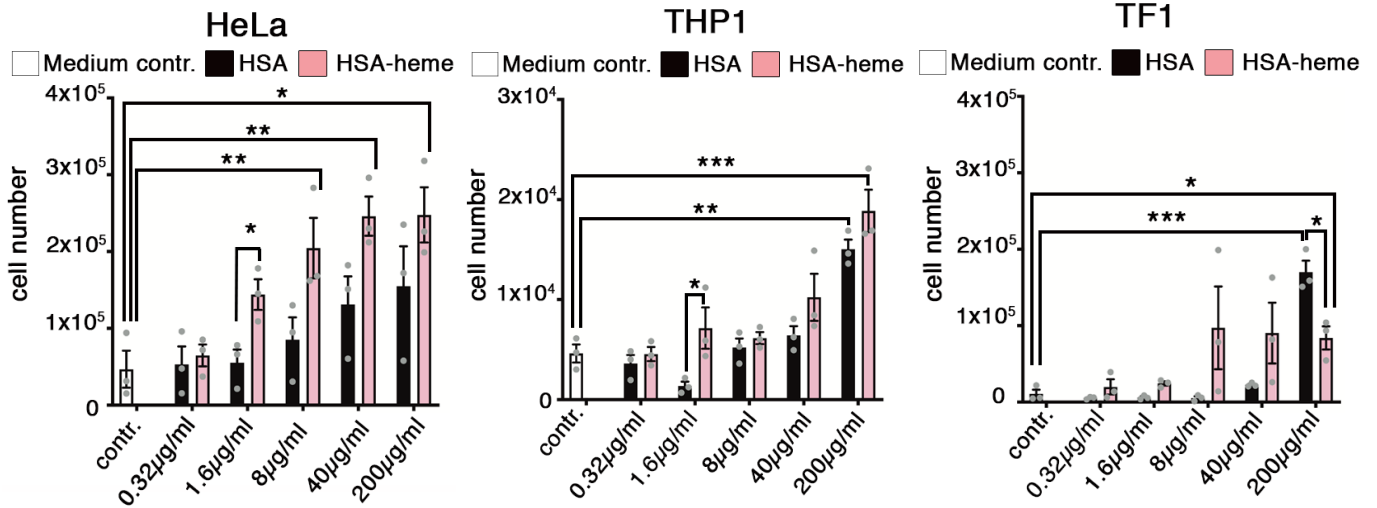 HeLa
Medium contr. HSA HSA-heme
cell number
4x10⁵
3x10⁵
2x10⁵
1x10⁵
0
*
**
**
*
contr.
0.32µg/ml
1.6µg/ml
8µg/ml
40µg/ml
200µg/ml
THP1
Medium contr. HSA HSA-heme
cell number
3x10⁴
2x10⁴
1x10⁴
0
***
**
*
contr.
0.32µg/ml
1.6µg/ml
8µg/ml
40µg/ml
200µg/ml
TF1
Medium contr. HSA HSA-heme
cell number
4x10⁵
3x10⁵
2x10⁵
1x10⁵
0
*
***
*
contr.
0.32µg/ml
1.6µg/ml
8µg/ml
40µg/ml
200µg/ml